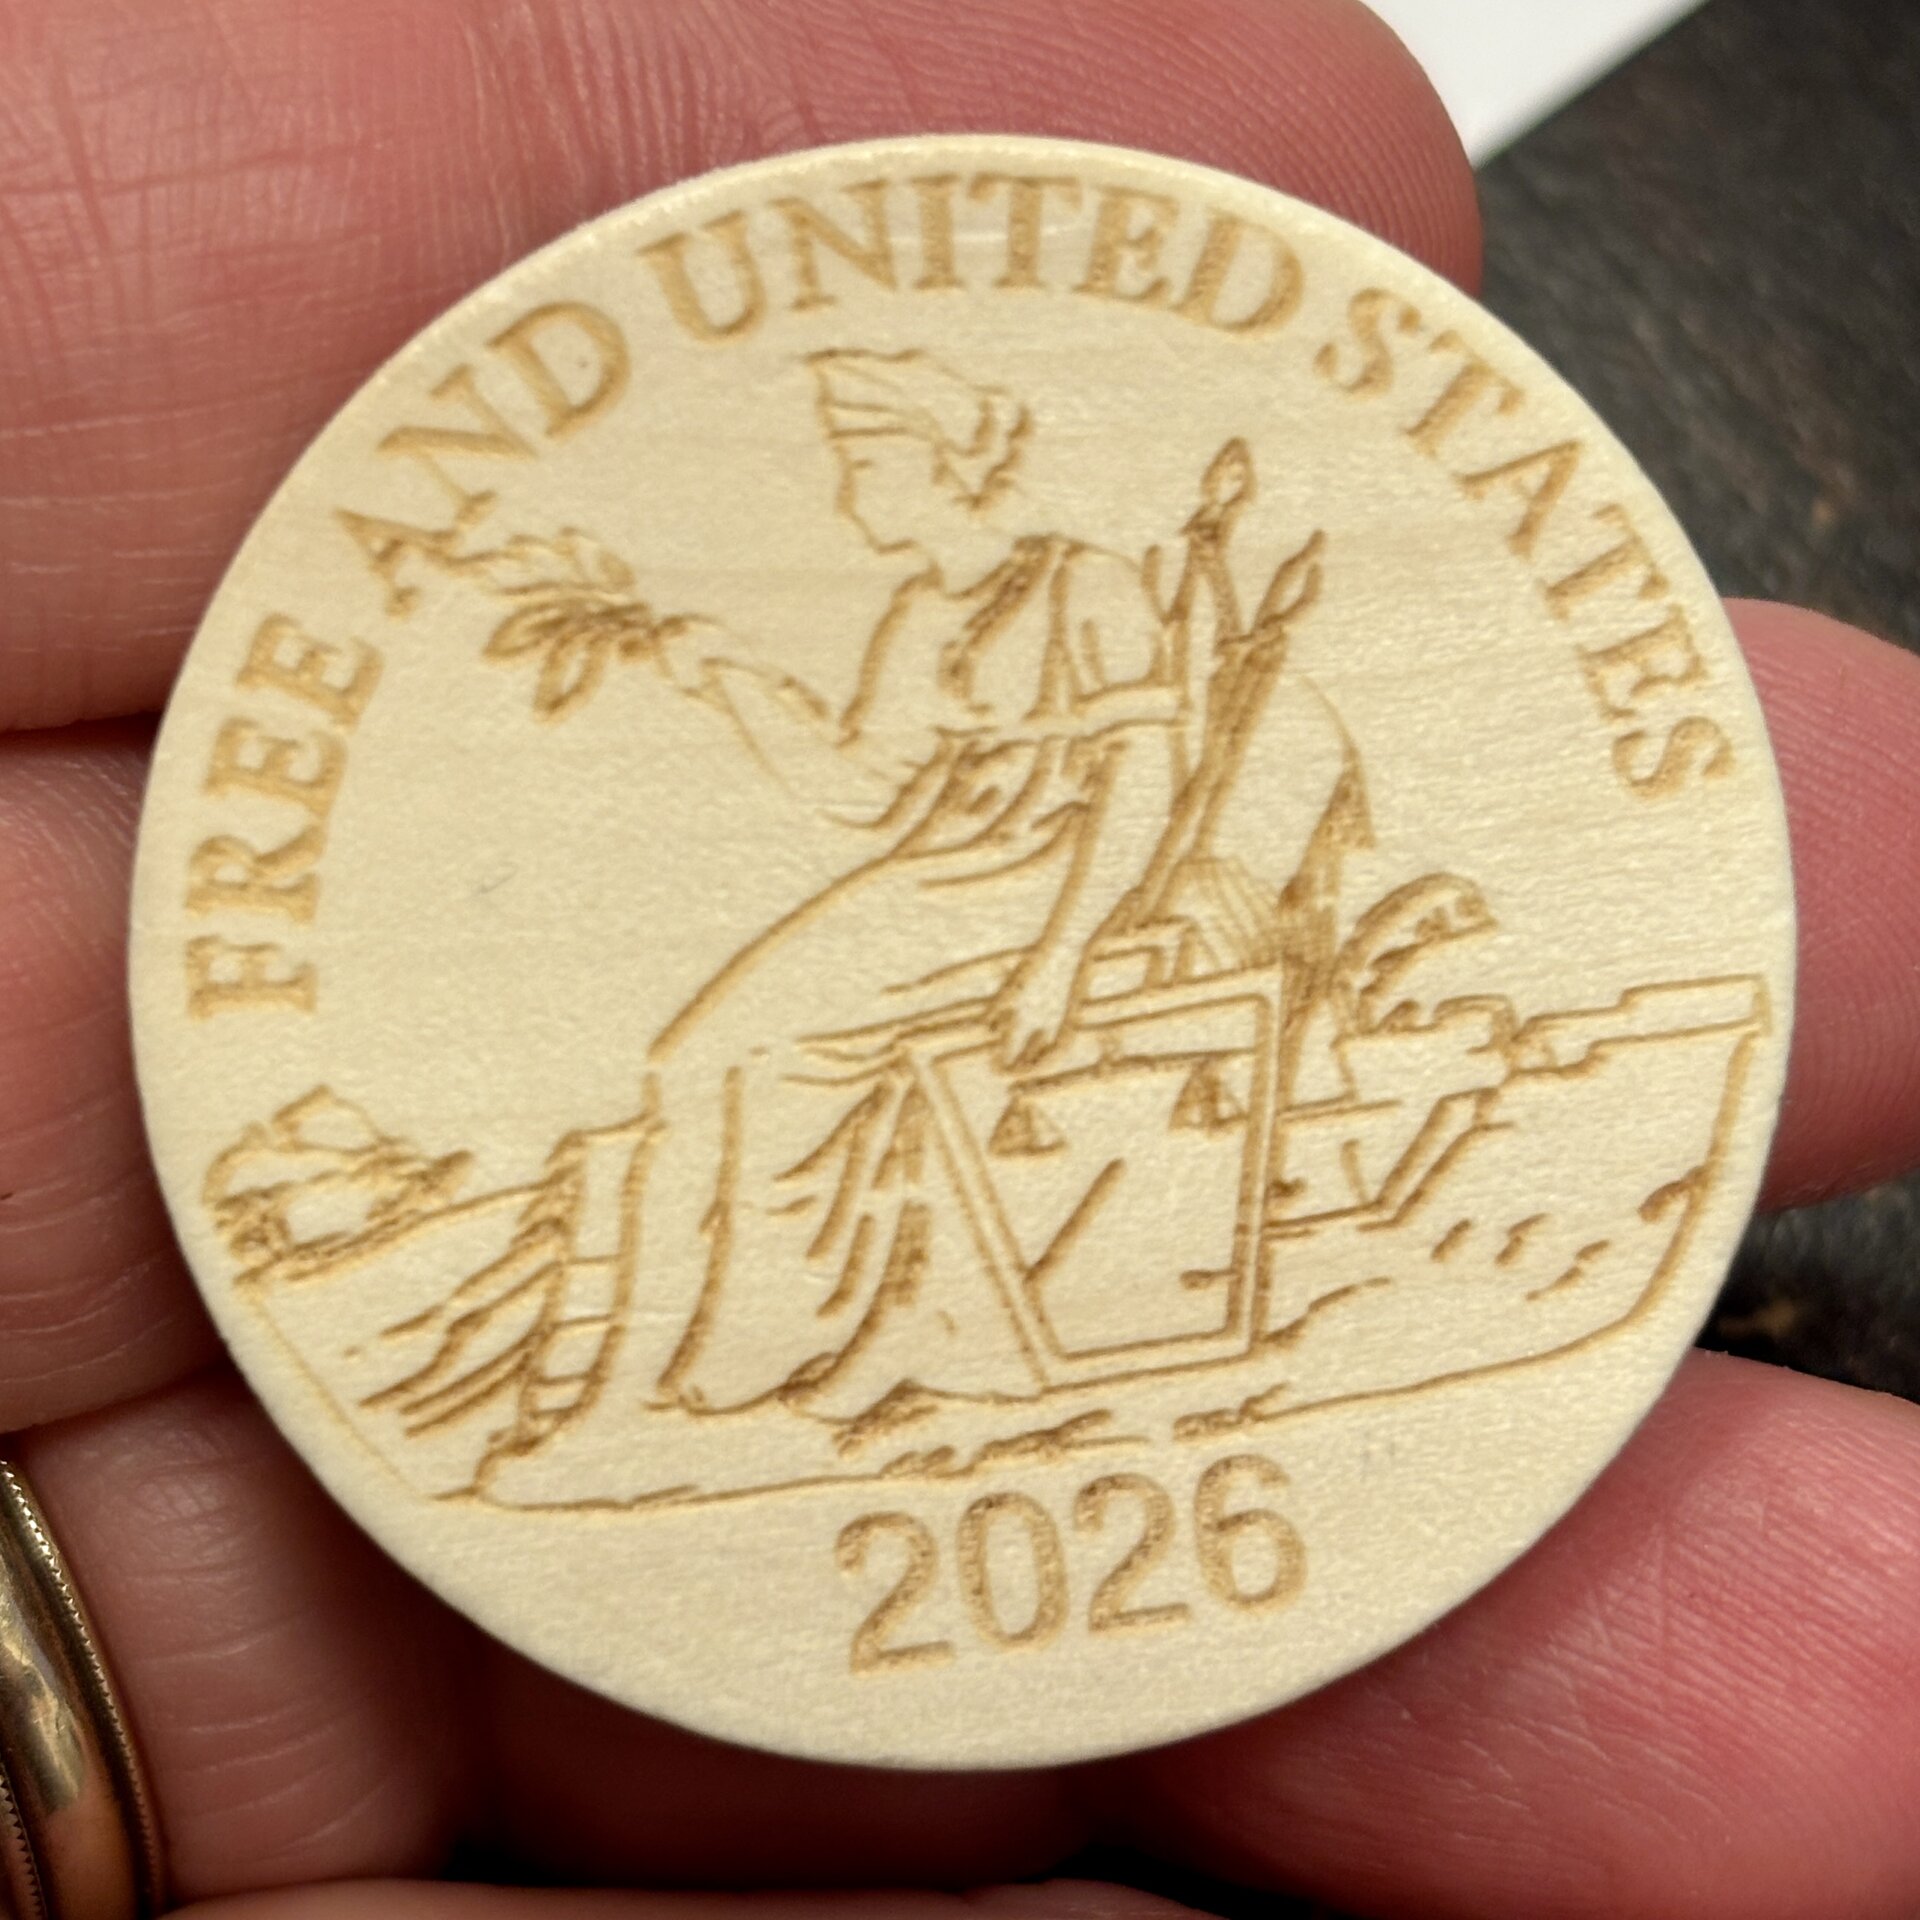 FREE AND UNITED STATES
2026